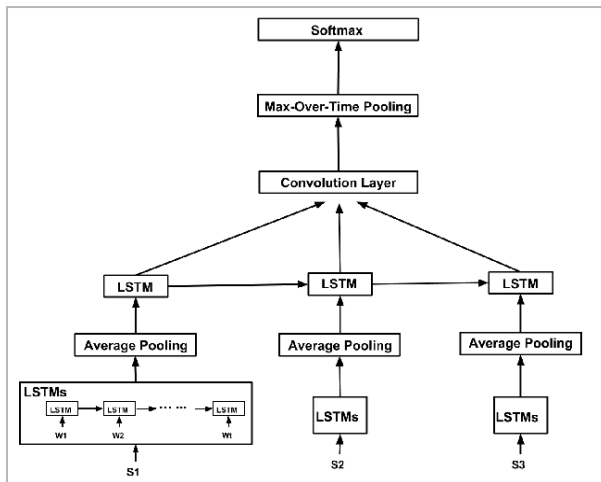 Softmax
Max-Over-Time Pooling
Convolution Layer
LSTM LSTM LSTM
Average Pooling Average Pooling Average Pooling
LSTMs
LSTM LSTM ... ... LSTM
W1 W2 Wt
LSTMs LSTMs
S1 S2 S3